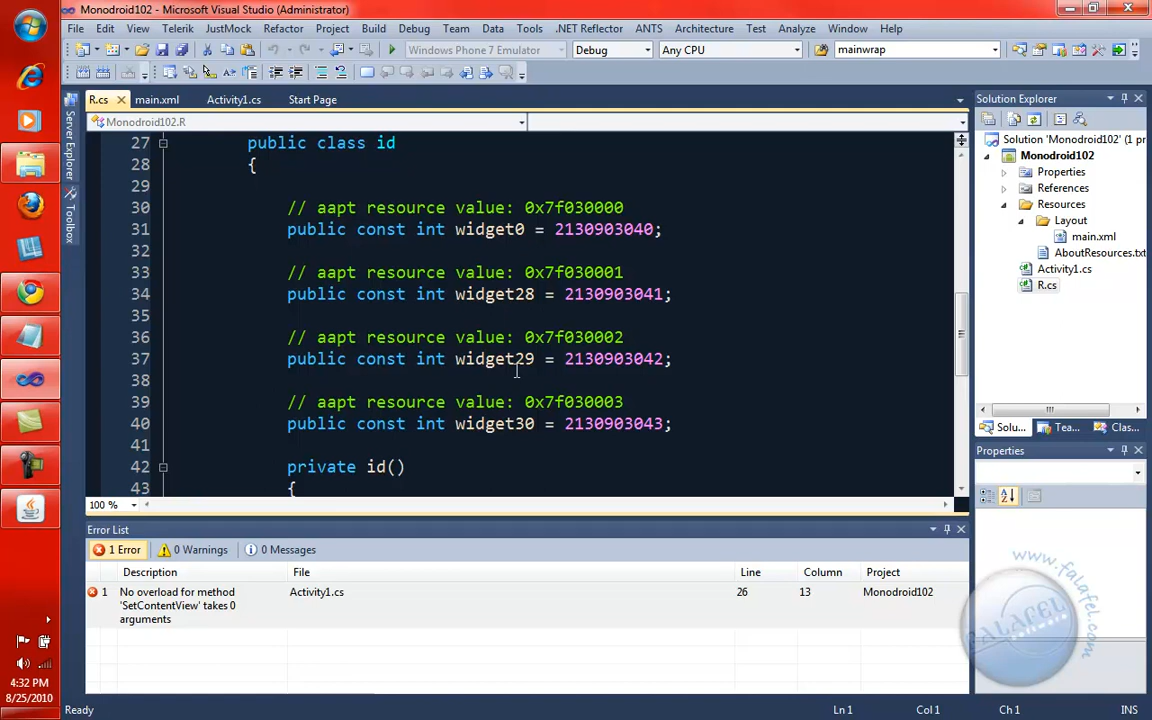 Monodroid102 - Microsoft Visual Studio (Administrator)
File Edit View Telerik JustMock Refactor Project Build Debug Team Data Tools .NET Reflector ANTS Architecture Test Analyze Window Help
Windows Phone 7 Emulator Debug Any CPU mainwrap
R.cs main.xml Activity1.cs Start Page
Monodroid102.R
27 public class id
28 {
29
30 // aapt resource value: 0x7f030000
31 public const int widget0 = 2130903040;
32
33 // aapt resource value: 0x7f030001
34 public const int widget28 = 2130903041;
35
36 // aapt resource value: 0x7f030002
37 public const int widget29 = 2130903042;
38
39 // aapt resource value: 0x7f030003
40 public const int widget30 = 2130903043;
41
42 private id()
43 {
100 %
Server Explorer
Toolbox
Solution Explorer
Solution 'Monodroid102' (1 pr
Monodroid102
Properties
References
Resources
Layout
main.xml
AboutResources.txt
Activity1.cs
R.cs
Solu... Tea... Clas...
Properties
Error List
1 Error 0 Warnings 0 Messages
Description File Line Column Project
1 No overload for method Activity1.cs 26 13 Monodroid102
'SetContentView' takes 0
arguments
www.falafel.com
FALAFEL
Software
4:32 PM
8/25/2010
Ready Ln 1 Col 1 Ch 1 INS